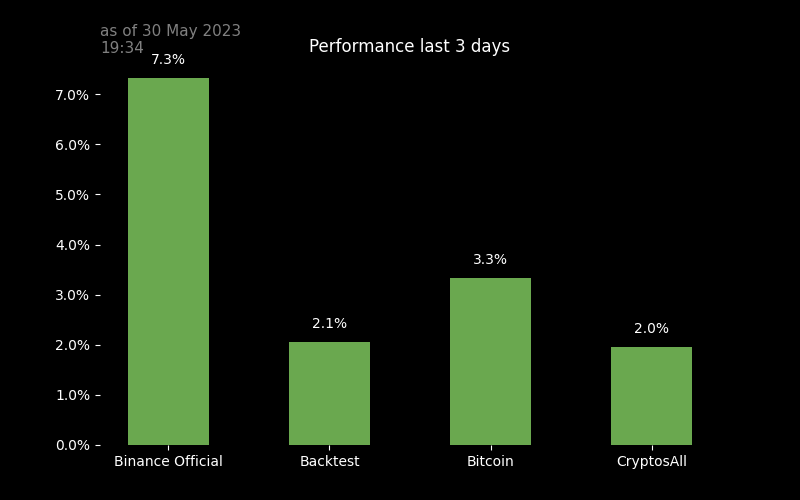 as of 30 May 2023
19:34
Performance last 3 days
7.3%
7.0%
6.0%
5.0%
4.0%
3.3%
3.0%
2.1%
2.0%
2.0%
1.0%
0.0%
Binance Official
Backtest
Bitcoin
CryptosAll